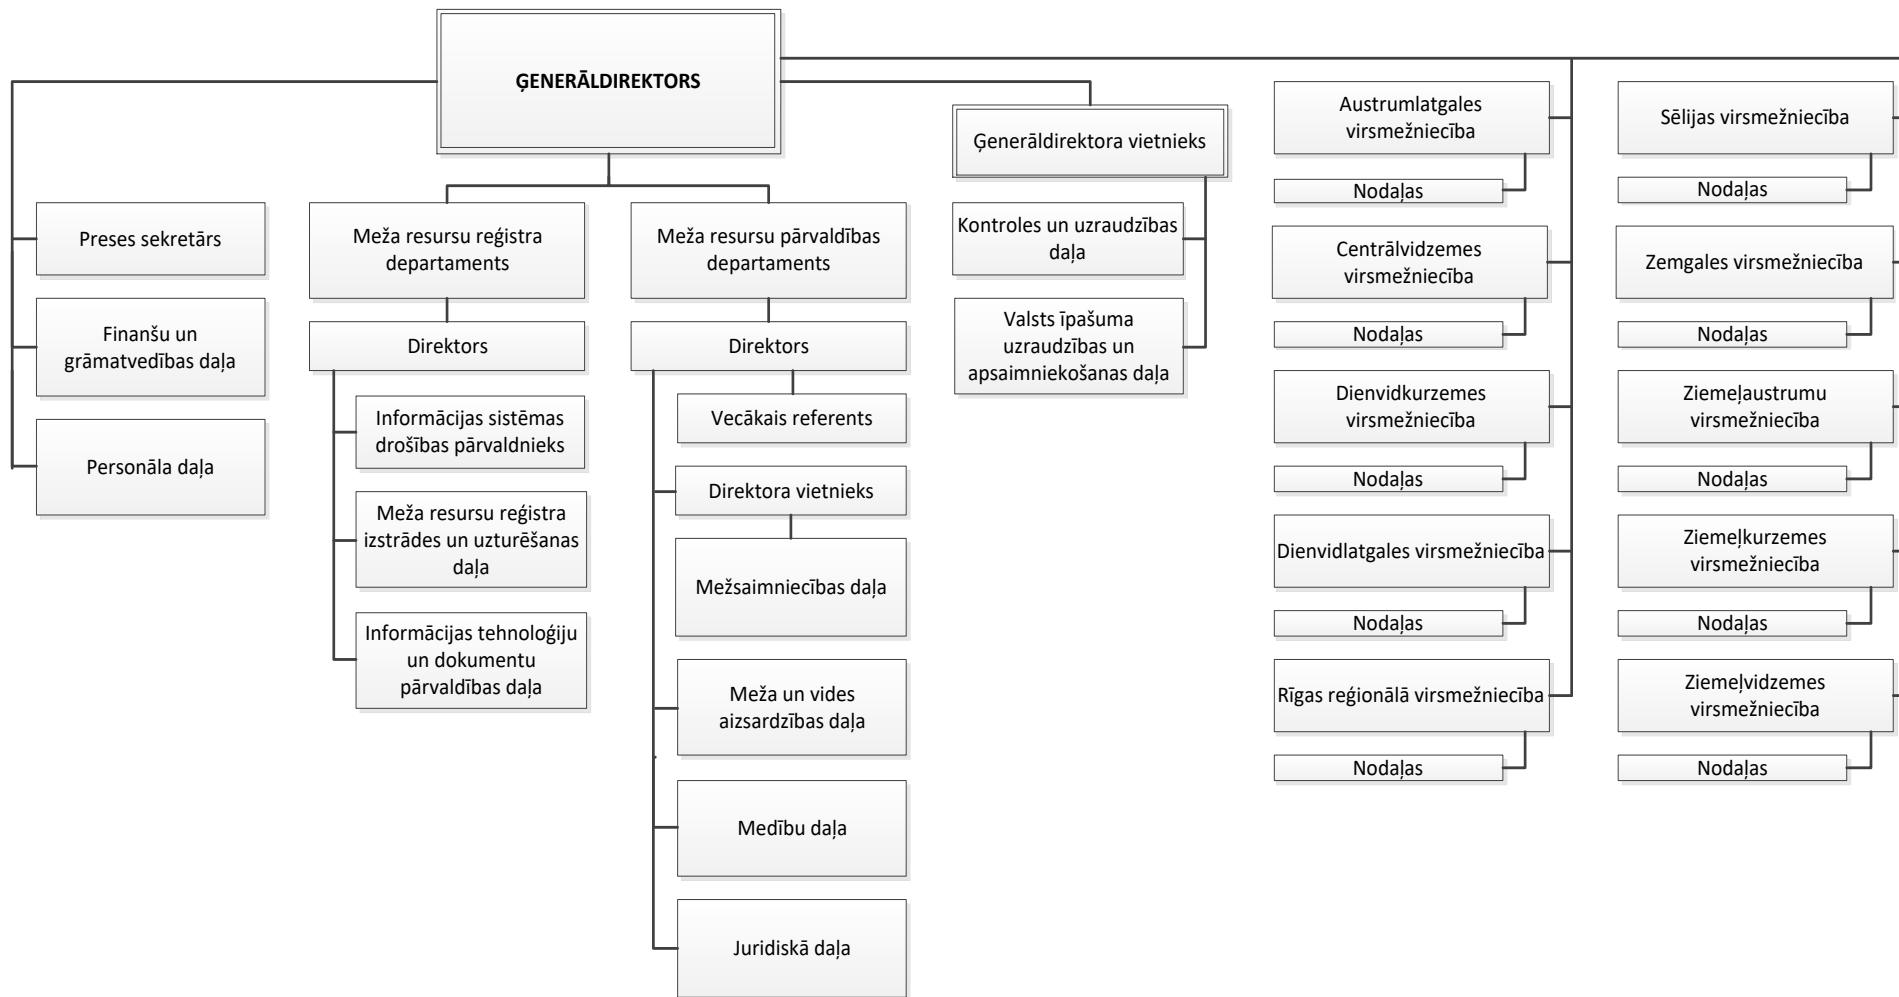 ĢENERĀLDIREKTORS
Preses sekretārs
Finanšu un
grāmatvedības daļa
Personāla daļa
Meža resursu reģistra
departaments
Direktors
Informācijas sistēmas
drošības pārvaldnieks
Meža resursu reģistra
izstrādes un uzturēšanas
daļa
Informācijas tehnoloģiju
un dokumentu
pārvaldības daļa
Meža resursu pārvaldības
departaments
Direktors
Vecākais referents
Direktora vietnieks
Mežsaimniecības daļa
Meža un vides
aizsardzības daļa
Medību daļa
Juridiskā daļa
Ģenerāldirektora vietnieks
Kontroles un uzraudzības
daļa
Valsts īpašuma
uzraudzības un
apsaimniekošanas daļa
Austrumlatgales
virsmežniecība
Nodaļas
Centrālvidzemes
virsmežniecība
Nodaļas
Dienvidkurzemes
virsmežniecība
Nodaļas
Dienvidlatgales virsmežniecība
Nodaļas
Rīgas reģionālā virsmežniecība
Nodaļas
Sēlijas virsmežniecība
Nodaļas
Zemgales virsmežniecība
Nodaļas
Ziemeļaustrumu
virsmežniecība
Nodaļas
Ziemeļkurzemes
virsmežniecība
Nodaļas
Ziemeļvidzemes
virsmežniecība
Nodaļas